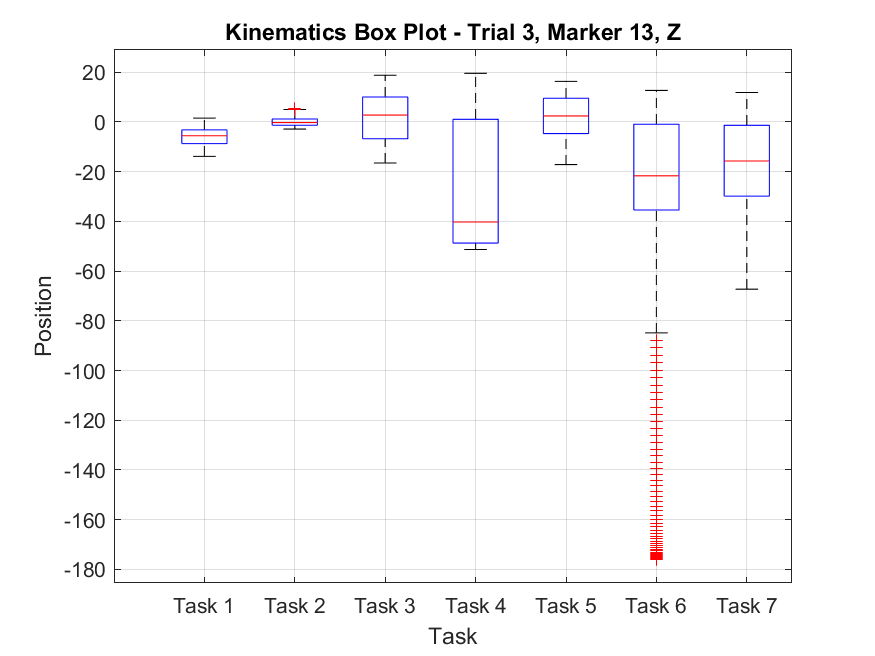 Kinematics Box Plot - Trial 3, Marker 13, Z
20
0
-20
-40
-60
-80
-100
-120
-140
-160
-180
Position
Task 1 Task 2 Task 3 Task 4 Task 5 Task 6 Task 7
Task